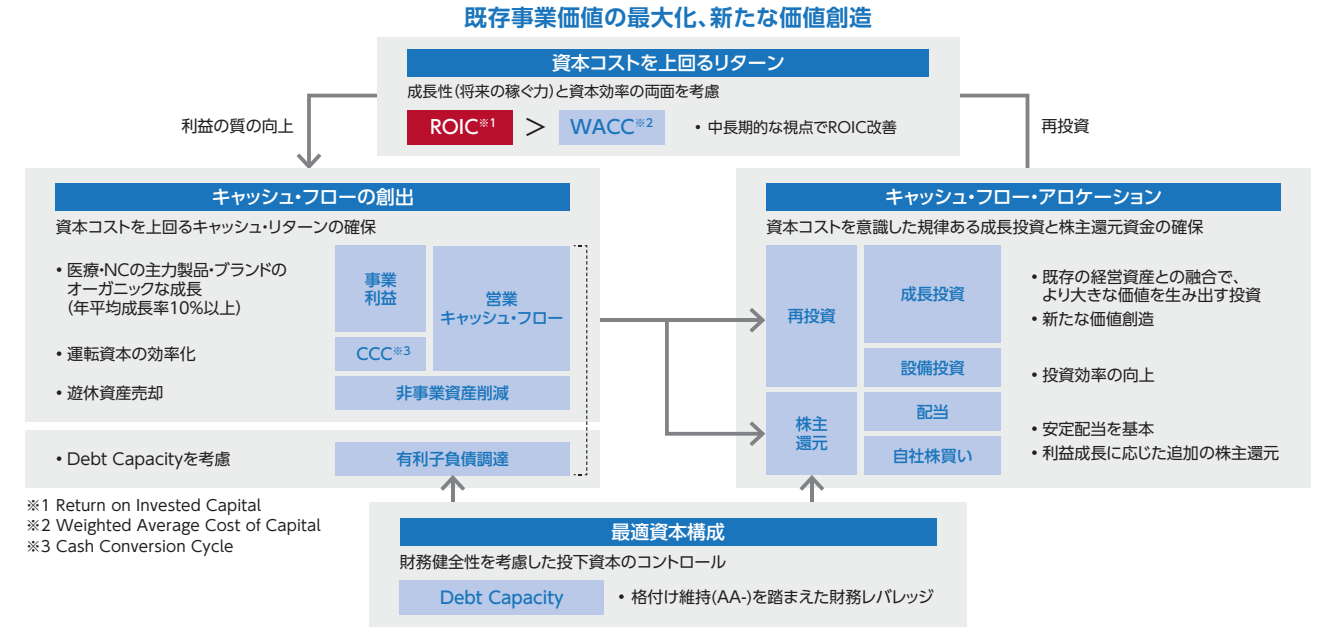 既存事業価値の最大化、新たな価値創造
資本コストを上回るリターン
成長性（将来の稼ぐ力）と資本効率の両面を考慮
ROIC※1 ＞ WACC※2 ・中長期的な視点でROIC改善
利益の質の向上
再投資
キャッシュ・フローの創出
資本コストを上回るキャッシュ・リターンの確保
・医療・NCの主力製品・ブランドの
オーガニックな成長
（年平均成長率10%以上）
・運転資本の効率化
・遊休資産売却
事業
利益
営業
キャッシュ・フロー
CCC※3
非事業資産削減
・Debt Capacityを考慮
有利子負債調達
キャッシュ・フロー・アロケーション
資本コストを意識した規律ある成長投資と株主還元資金の確保
再投資
成長投資
設備投資
株主
還元
配当
自社株買い
・既存の経営資産との融合で、
より大きな価値を生み出す投資
・新たな価値創造
・投資効率の向上
・安定配当を基本
・利益成長に応じた追加の株主還元
※1 Return on Invested Capital
※2 Weighted Average Cost of Capital
※3 Cash Conversion Cycle
最適資本構成
財務健全性を考慮した投下資本のコントロール
Debt Capacity ・格付け維持(AA-)を踏まえた財務レバレッジ